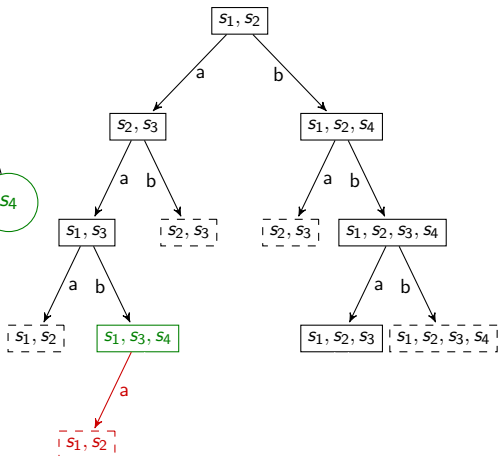 s₁, s₂
a b
s₂, s₃ s₁, s₂, s₄
a b a b
s₄
s₁, s₃ s₂, s₃ s₂, s₃ s₁, s₂, s₃, s₄
a b a b
s₁, s₂ s₁, s₃, s₄ s₁, s₂, s₃ s₁, s₂, s₃, s₄
a
s₁, s₂